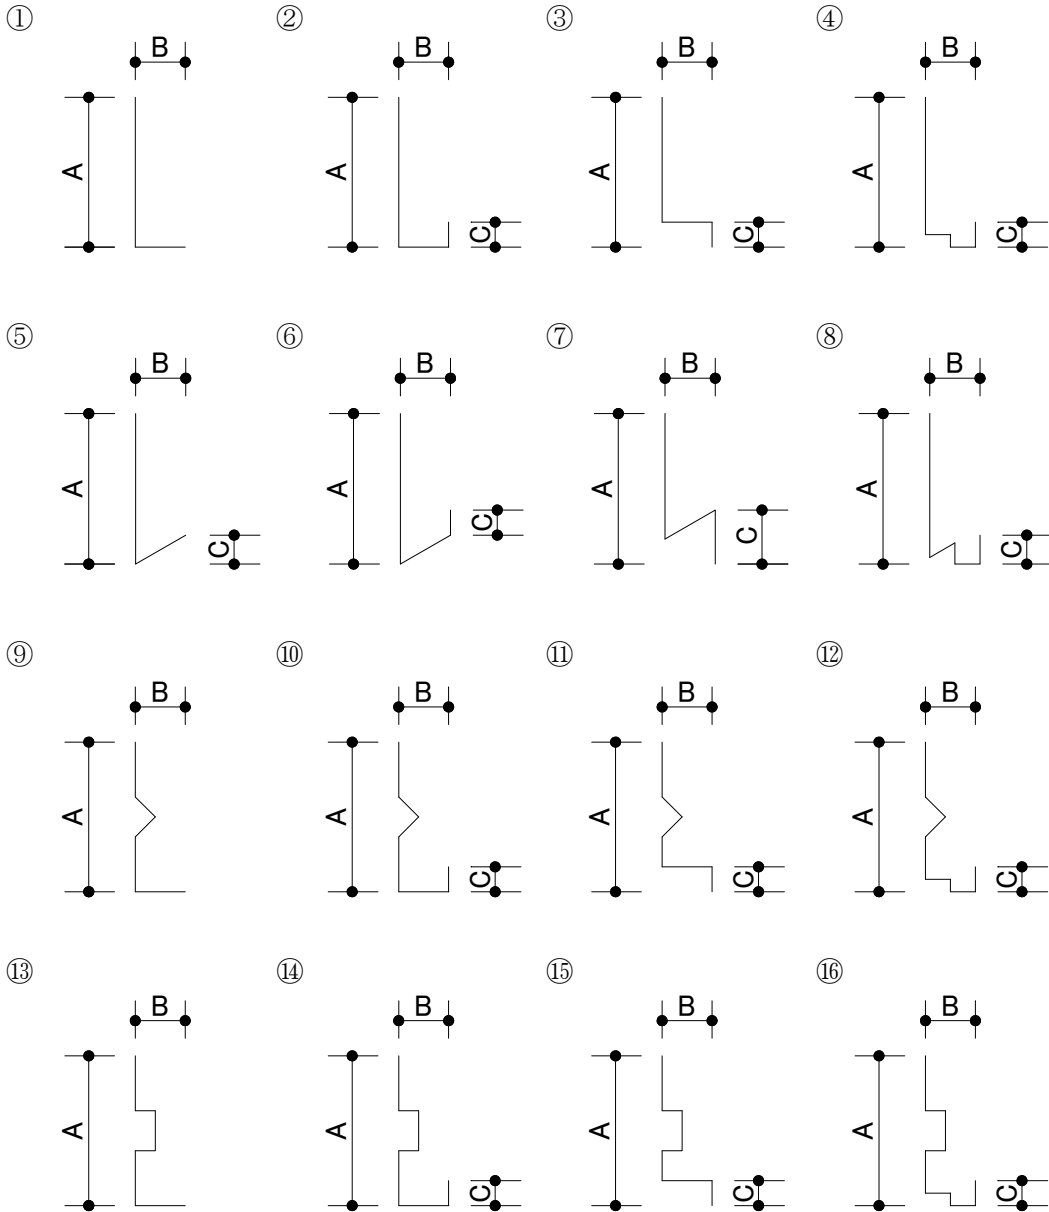 ① ② ③ ④
B B B B
A A A A
C C C
⑤ ⑥ ⑦ ⑧
B B B B
A A A A
C C C C
⑨ ⑩ ⑪ ⑫
B B B B
A A A A
C C C
⑬ ⑭ ⑮ ⑯
B B B B
A A A A
C C C